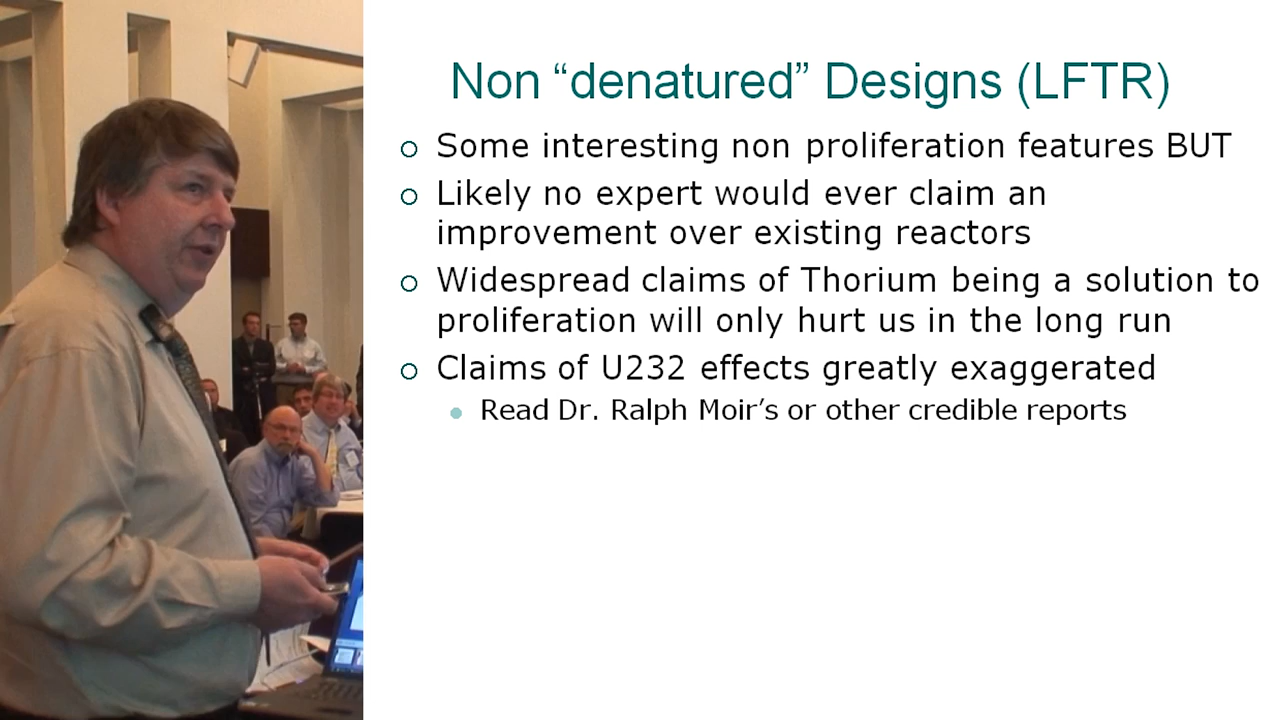 Non “denatured” Designs (LFTR)
Some interesting non proliferation features BUT
Likely no expert would ever claim an
improvement over existing reactors
Widespread claims of Thorium being a solution to
proliferation will only hurt us in the long run
Claims of U232 effects greatly exaggerated
Read Dr. Ralph Moir’s or other credible reports